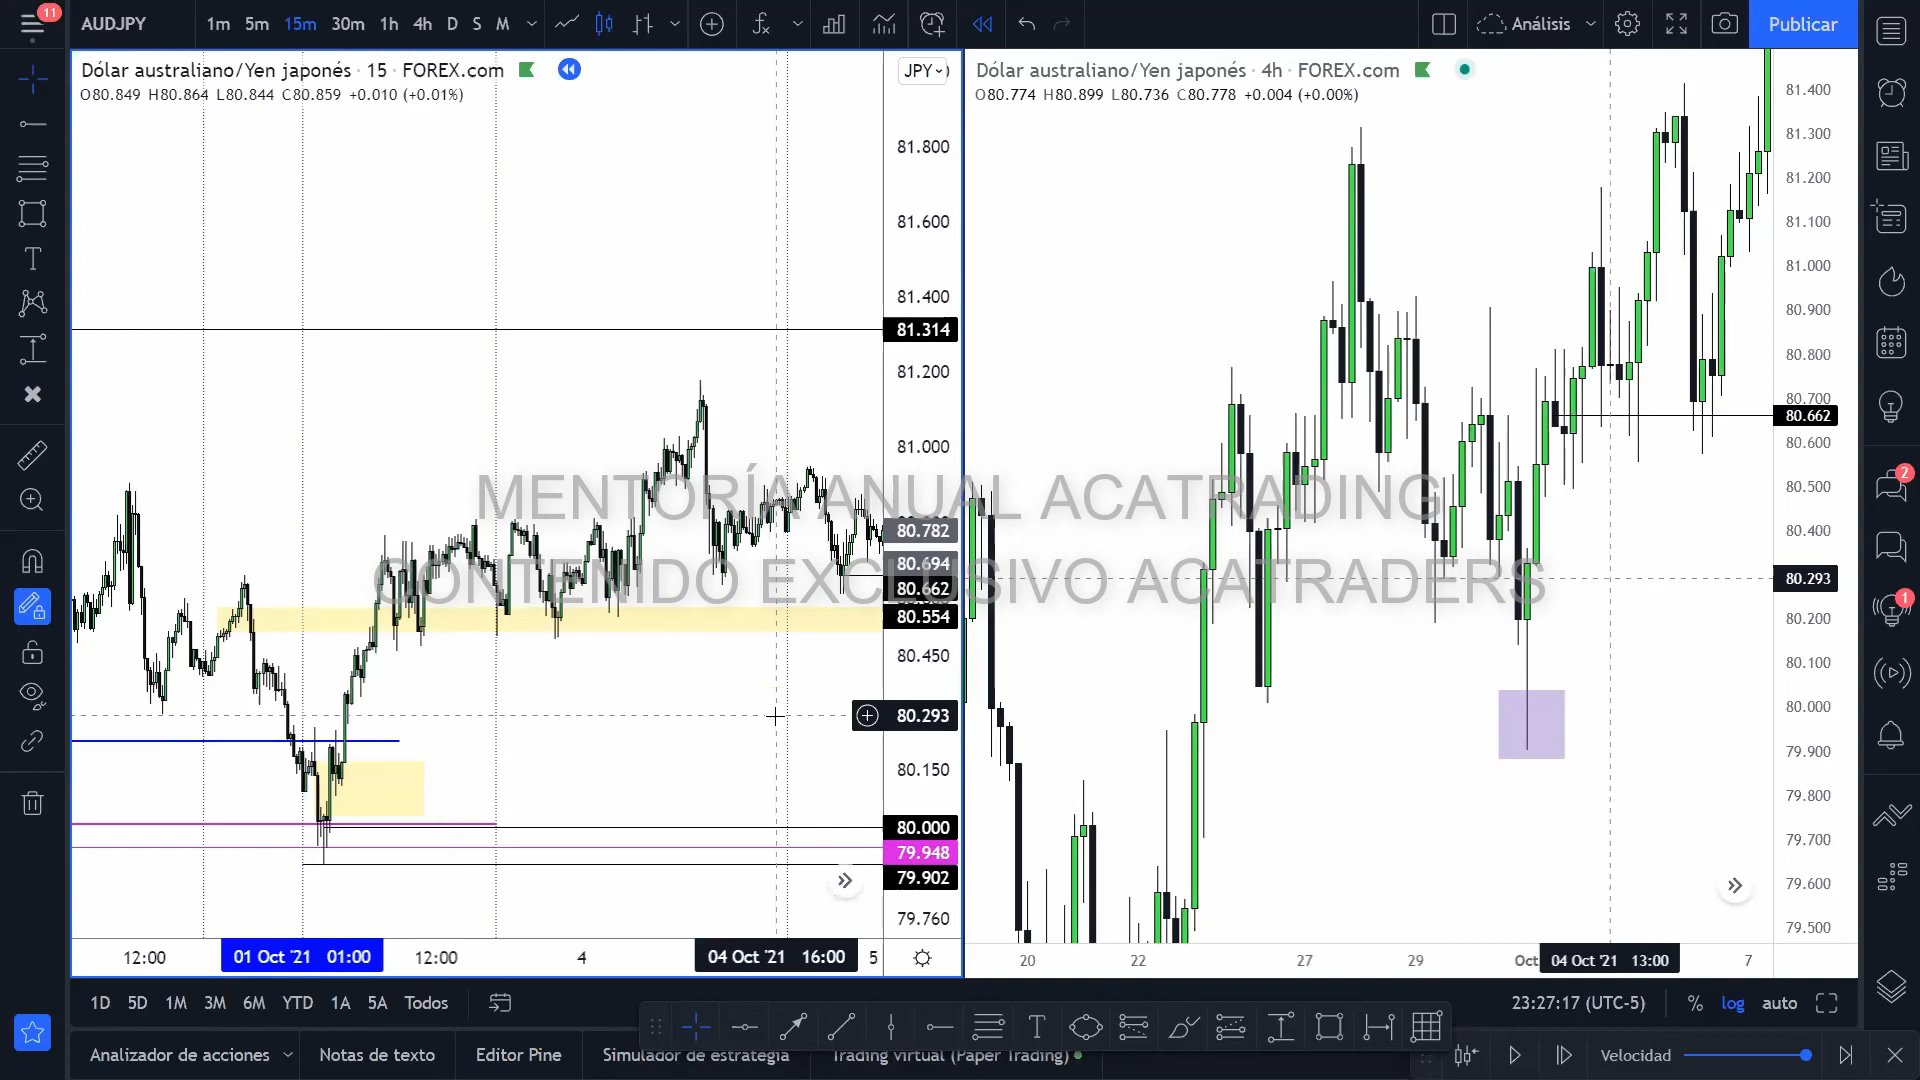 11
AUDJPY
1m 5m 15m 30m 1h 4h D S M
Análisis
Publicar
Dólar australiano/Yen japonés · 15 · FOREX.com
O80.849 H80.864 L80.844 C80.859 +0.010 (+0.01%)
JPY
Dólar australiano/Yen japonés · 4h · FOREX.com
O80.774 H80.899 L80.736 C80.778 +0.004 (+0.00%)
81.800
81.600
81.400
81.314
81.200
81.000
80.782
80.694
80.662
80.554
80.450
80.293
80.150
80.000
79.948
79.902
79.760
81.400
81.300
81.200
81.100
81.000
80.900
80.800
80.700
80.662
80.600
80.500
80.400
80.293
80.200
80.100
80.000
79.900
79.800
79.700
79.600
79.500
MENTORÍA ANUAL ACATRADING
CONTENIDO EXCLUSIVO ACATRADERS
2
1
12:00 01 Oct '21 01:00 12:00 4 04 Oct '21 16:00 5
20 22 27 29 Oct 04 Oct '21 13:00 7
1D 5D 1M 3M 6M YTD 1A 5A Todos
23:27:17 (UTC-5) % log auto
Analizador de acciones Notas de texto Editor Pine Simulador de estrategia Trading virtual (Paper Trading)
Velocidad